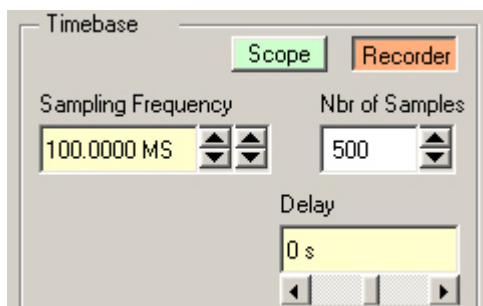 Timebase
Scope Recorder
Sampling Frequency Nbr of Samples
100.0000 MS 500
Delay
0 s